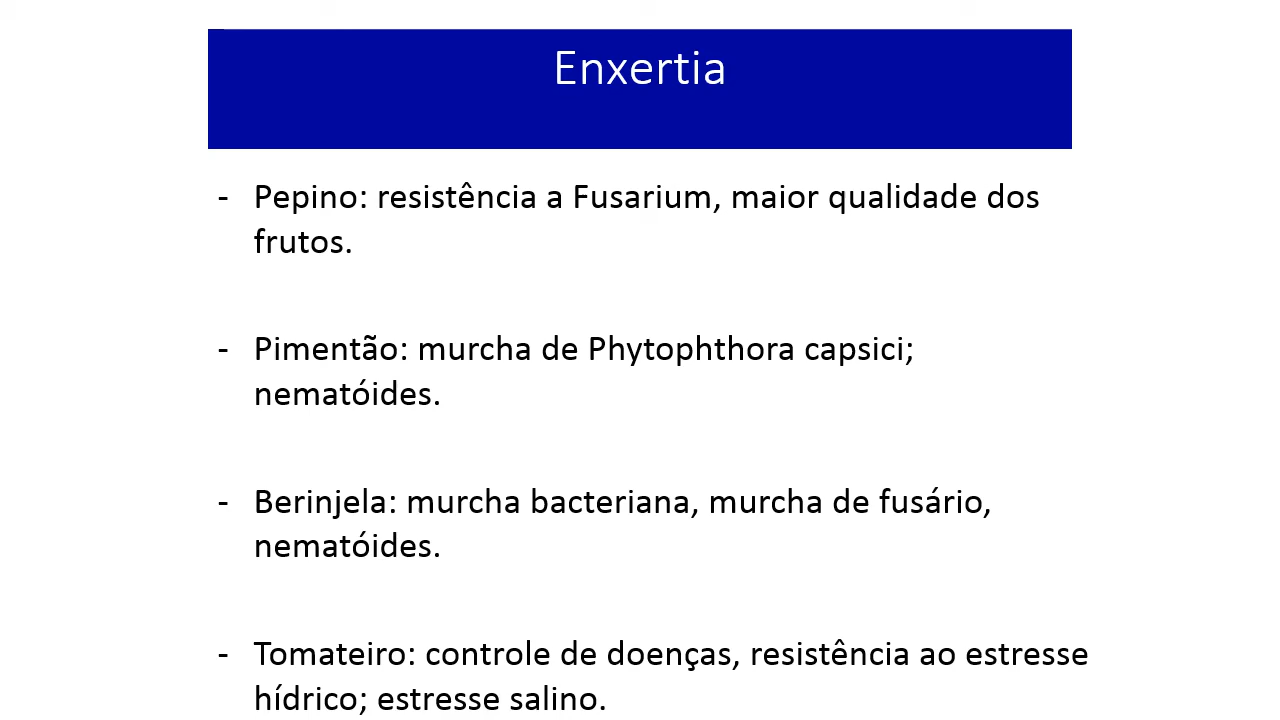 Enxertia
- Pepino: resistência a Fusarium, maior qualidade dos
frutos.
- Pimentão: murcha de Phytophthora capsici;
nematóides.
- Berinjela: murcha bacteriana, murcha de fusário,
nematóides.
- Tomateiro: controle de doenças, resistência ao estresse
hídrico; estresse salino.